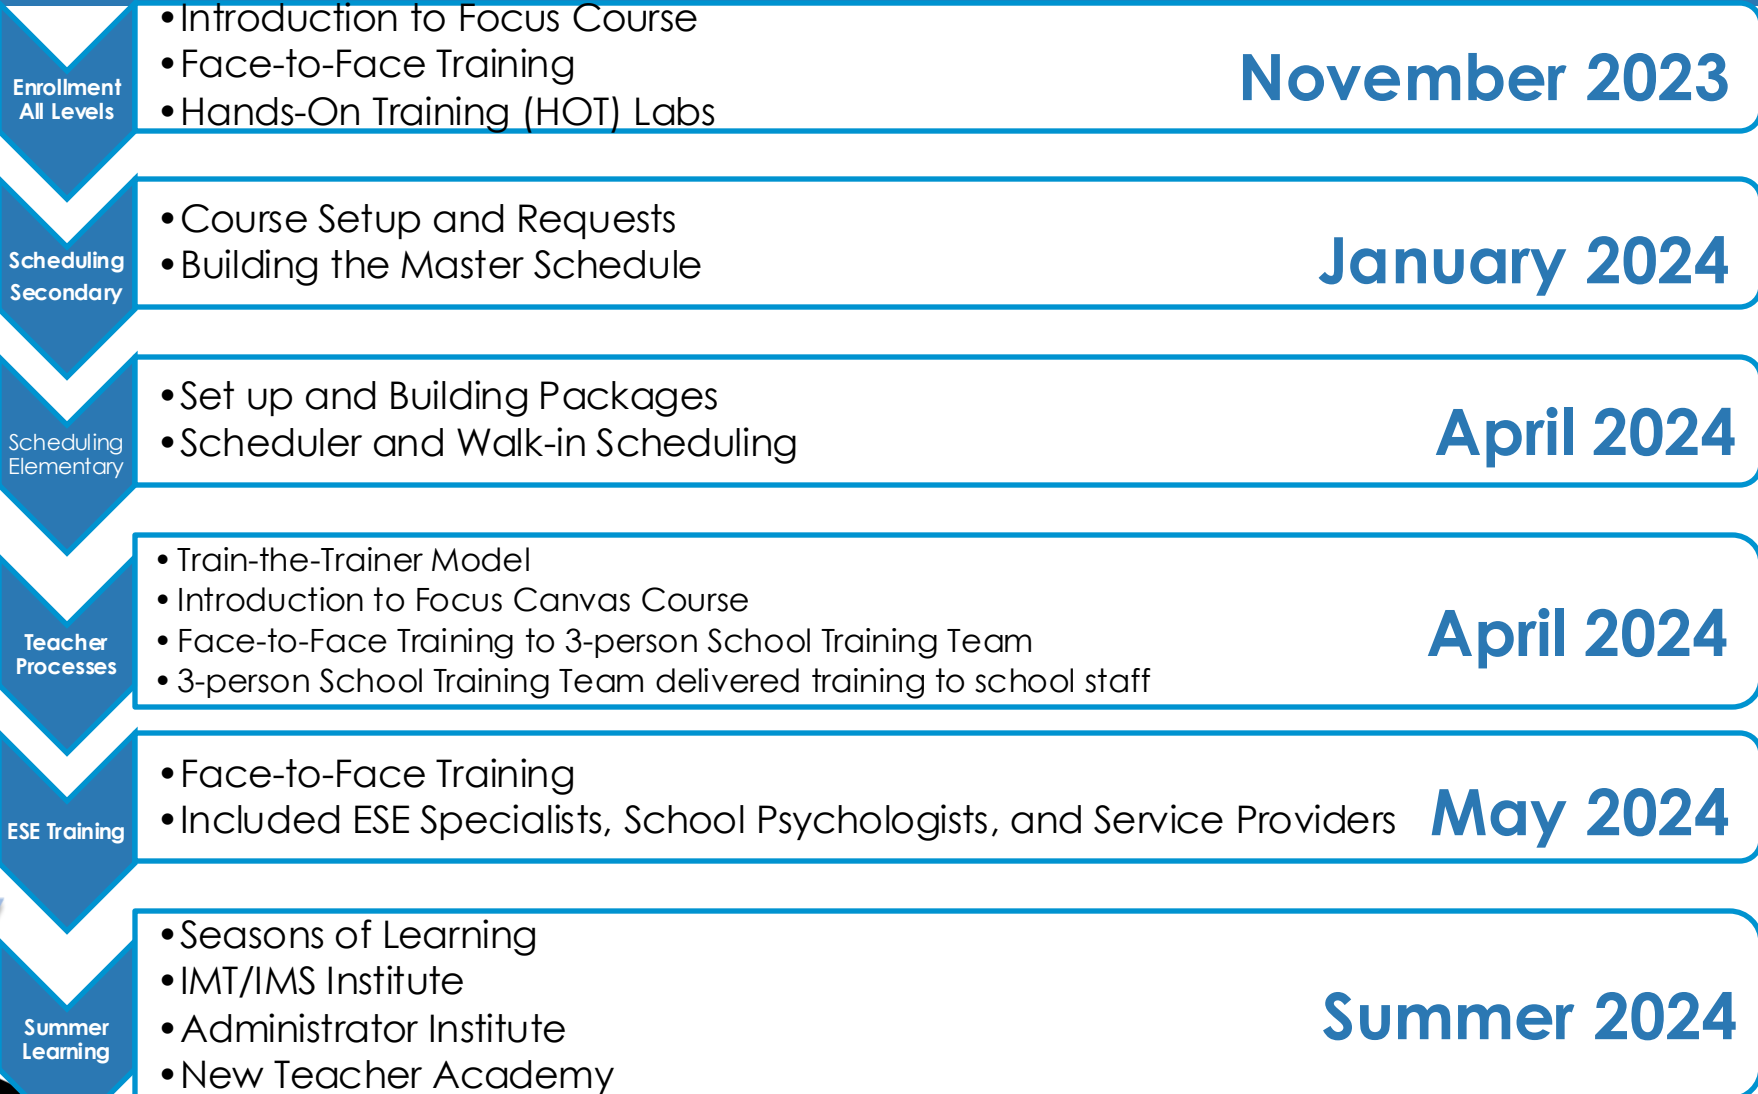 Enrollment
All Levels
•Introduction to Focus Course
•Face-to-Face Training
•Hands-On Training (HOT) Labs
November 2023
Scheduling
Secondary
•Course Setup and Requests
•Building the Master Schedule
January 2024
Scheduling
Elementary
•Set up and Building Packages
•Scheduler and Walk-in Scheduling
April 2024
Teacher
Processes
•Train-the-Trainer Model
•Introduction to Focus Canvas Course
•Face-to-Face Training to 3-person School Training Team
•3-person School Training Team delivered training to school staff
April 2024
ESE Training
•Face-to-Face Training
•Included ESE Specialists, School Psychologists, and Service Providers
May 2024
Summer
Learning
•Seasons of Learning
•IMT/IMS Institute
•Administrator Institute
•New Teacher Academy
Summer 2024